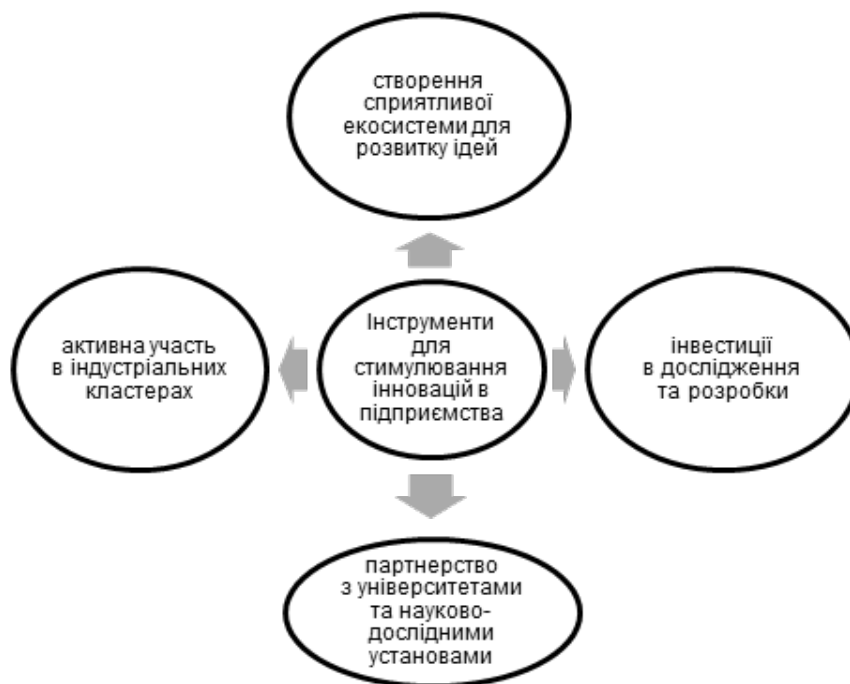 створення
сприятливої
екосистеми для
розвитку ідей
активна участь
в індустріальних
кластерах
Інструменти
для
стимулювання
інновацій в
підприємства
інвестиції
в дослідження
та розробки
партнерство
з університетами
та науково-
дослідними
установами